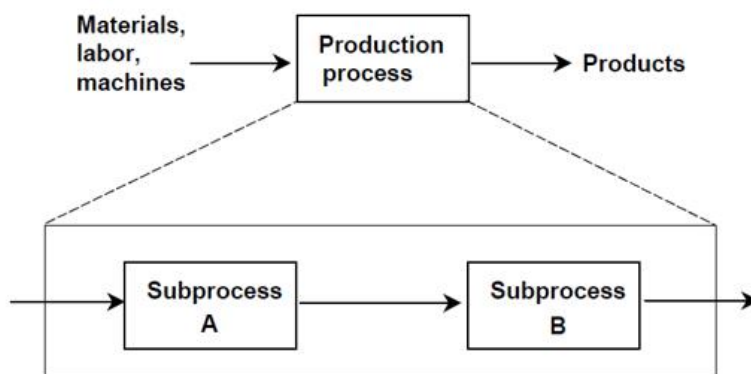 Materials,
labor,
machines
Production
process
Products
Subprocess
A
Subprocess
B